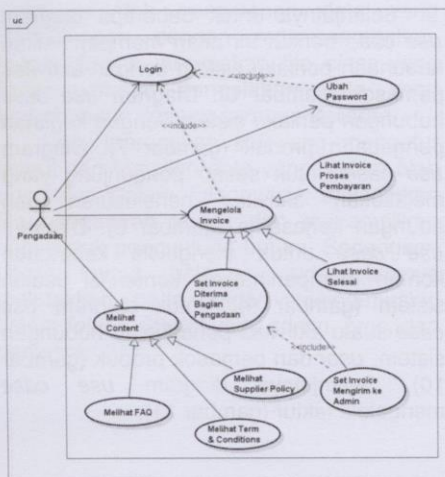 uc
Login
<<include>>
Ubah
Password
<<include>>
Lihat Invoice
Proses
Pembayaran
Mengelola
Invoice
Pengadaan
Set Invoice
Diterima
Bagian
Pengadaan
Lihat Invoice
Selesai
Melihat
Content
<<include>>
Melihat
Supplier Policy
Set Invoice
Mengirim ke
Admin
Melihat FAQ
Melihat Term
& Conditions